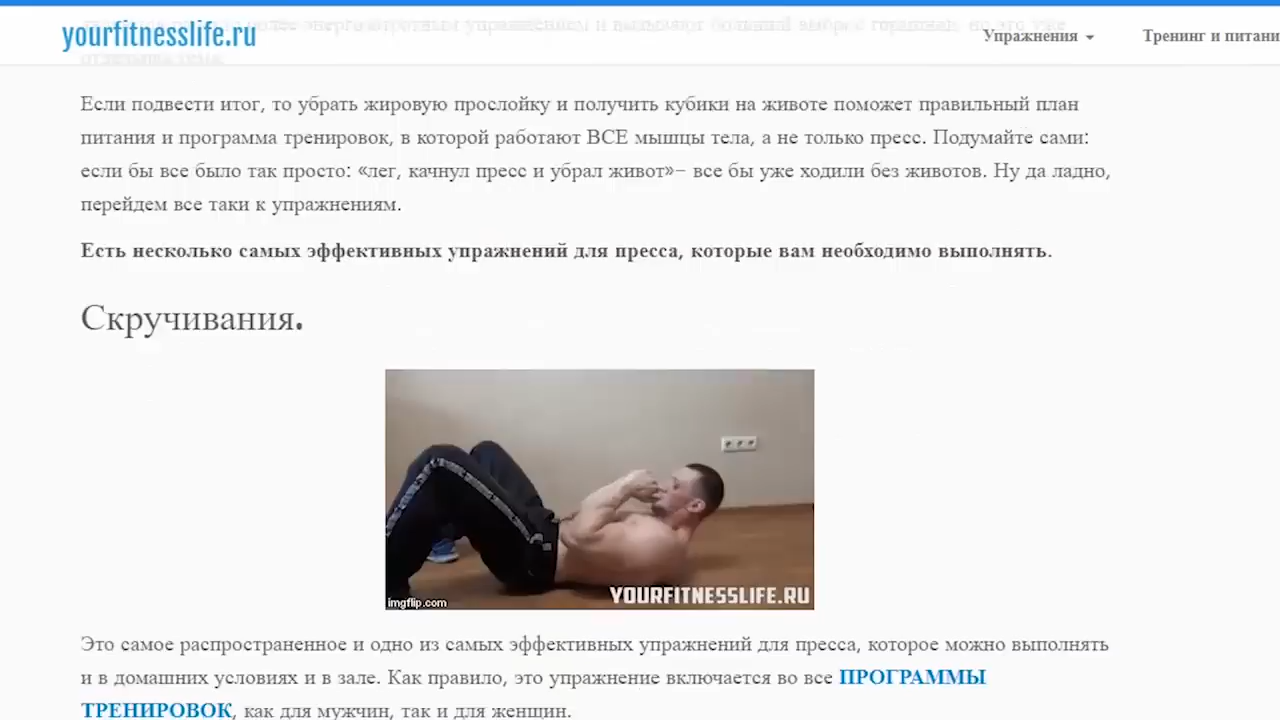 yourfitnesslife.ru
Упражнения
Тренинг и питани
Если подвести итог, то убрать жировую прослойку и получить кубики на животе поможет правильный план
питания и программа тренировок, в которой работают ВСЕ мышцы тела, а не только пресс. Подумайте сами:
если бы все было так просто: «лег, качнул пресс и убрал живот»– все бы уже ходили без животов. Ну да ладно,
перейдем все таки к упражнениям.
Есть несколько самых эффективных упражнений для пресса, которые вам необходимо выполнять.
Скручивания.
imgflip.com
YOURFITNESSLIFE.RU
Это самое распространенное и одно из самых эффективных упражнений для пресса, которое можно выполнять
и в домашних условиях и в зале. Как правило, это упражнение включается во все ПРОГРАММЫ
ТРЕНИРОВОК, как для мужчин, так и для женщин.